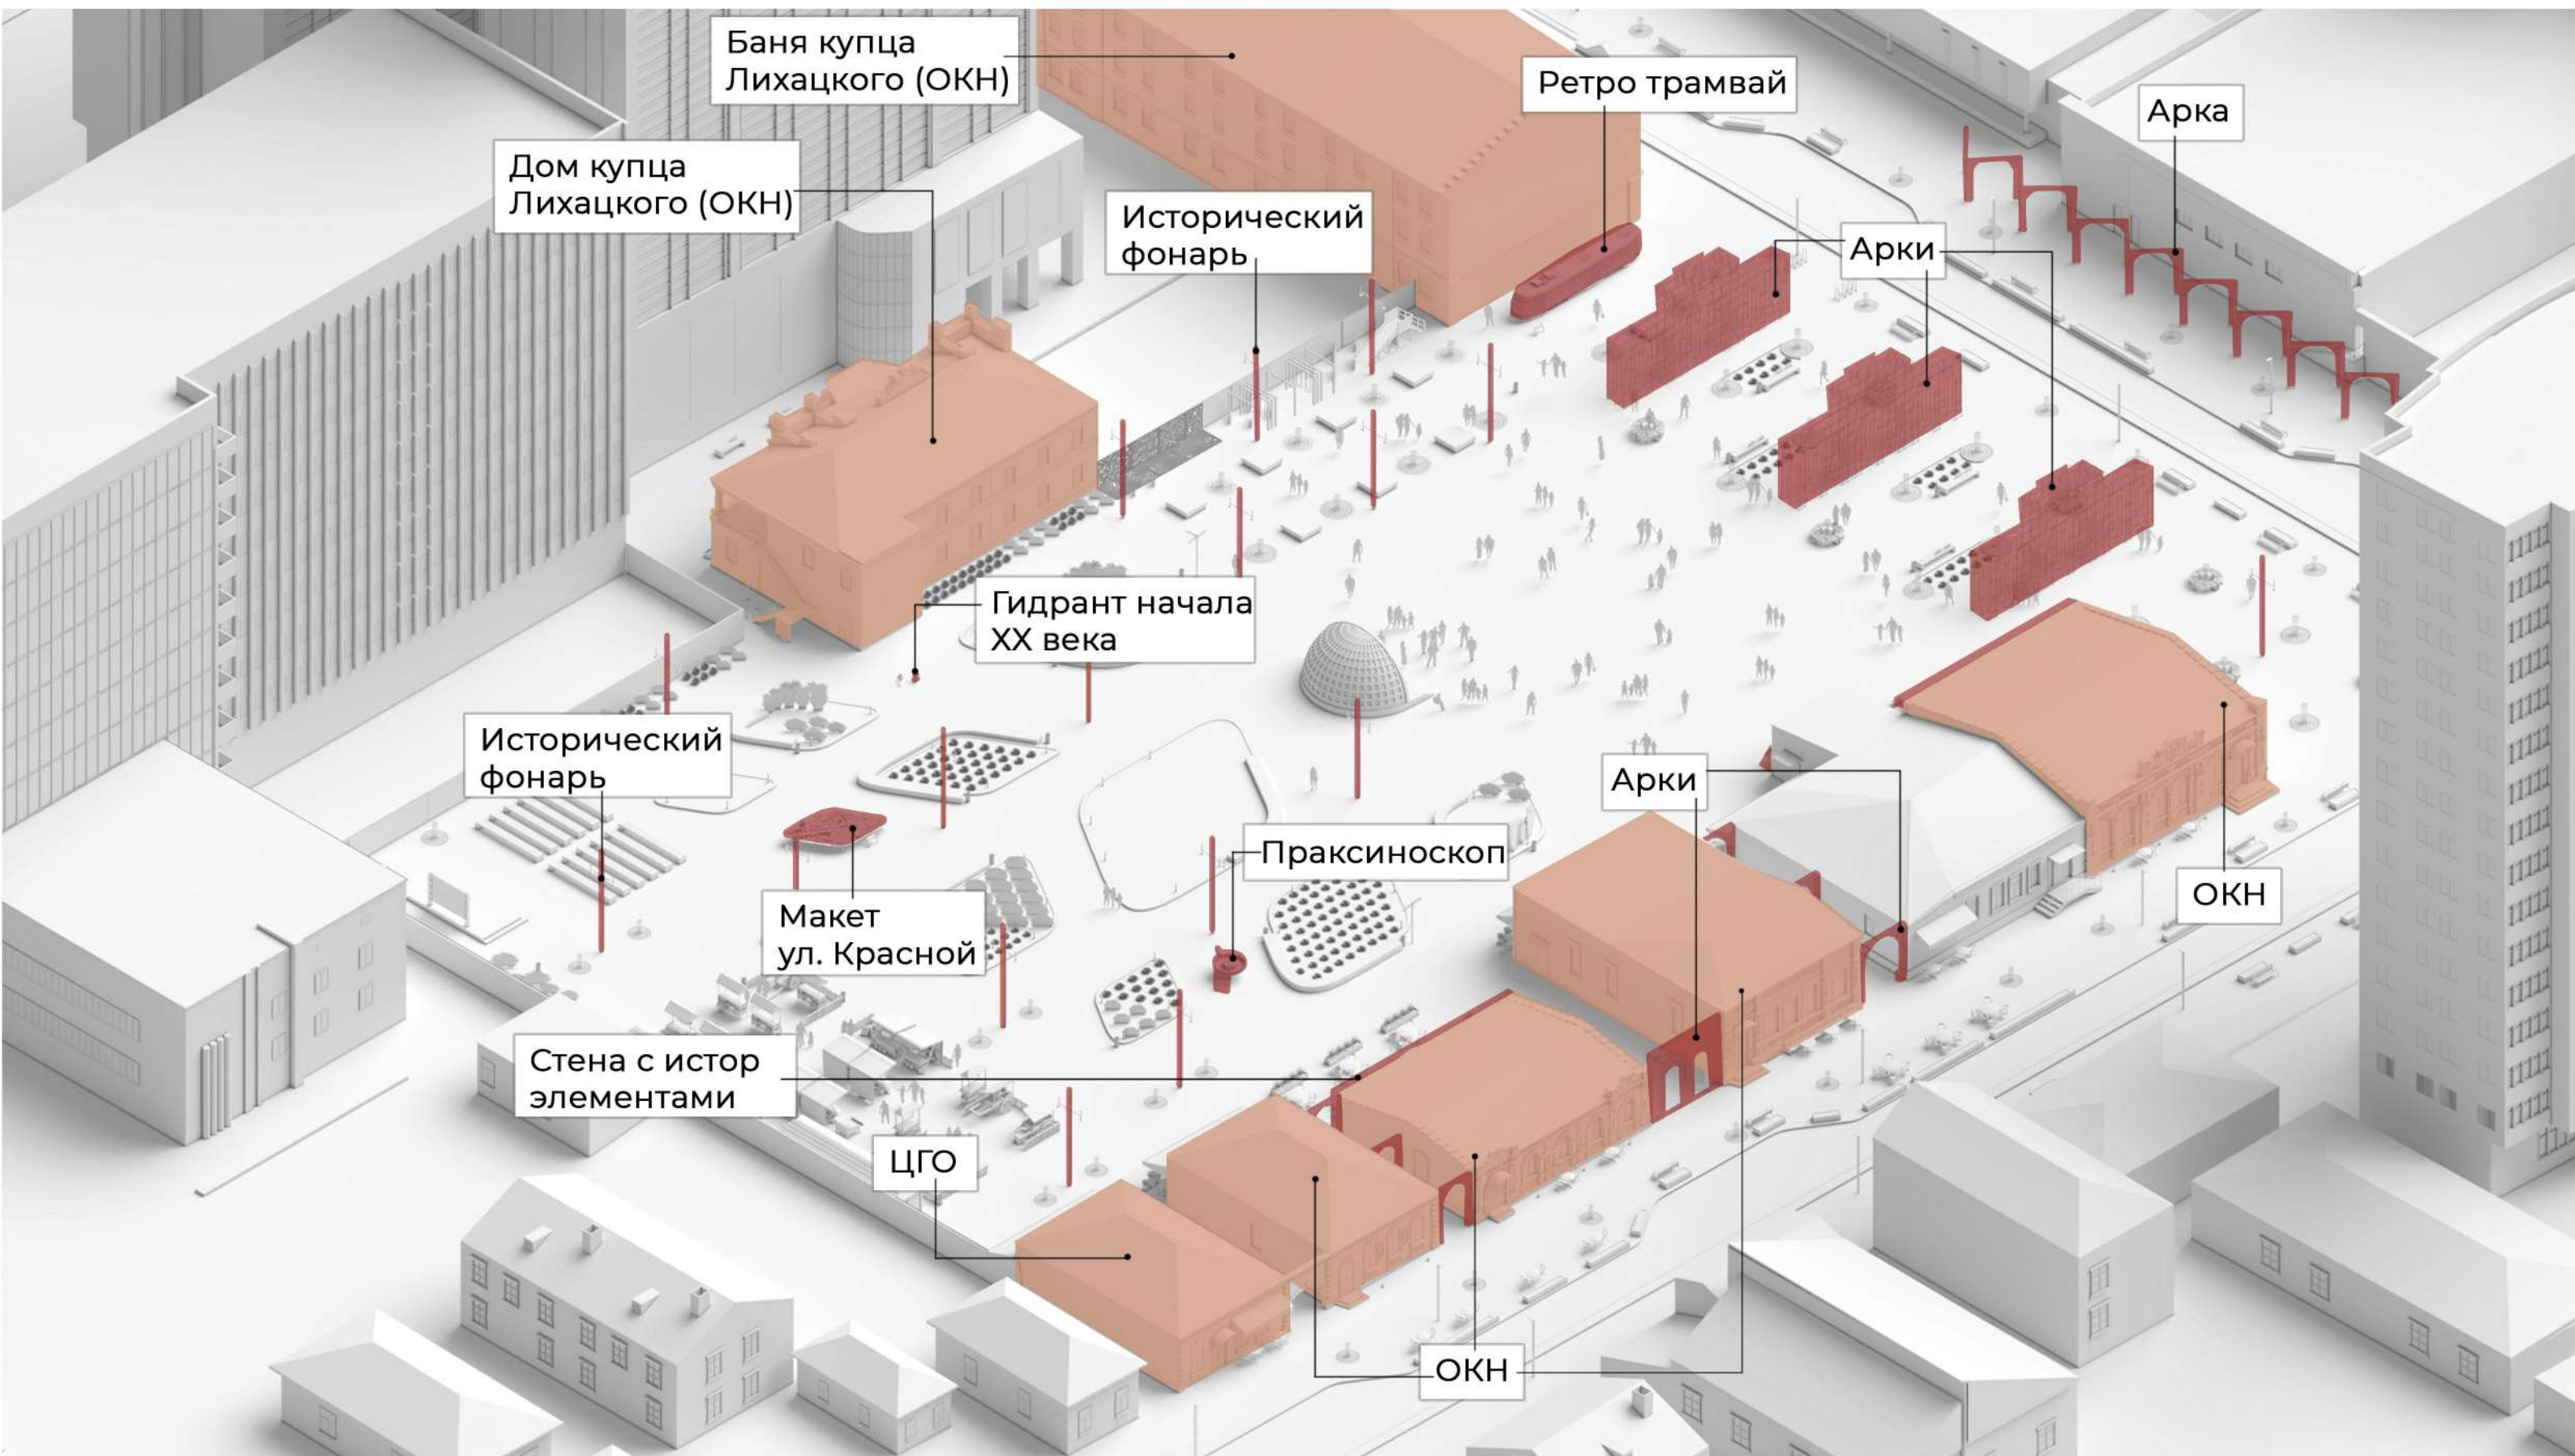 Баня купца
Лихацкого (ОКН)
Ретро трамвай
Арка
Дом купца
Лихацкого (ОКН)
Исторический
фонарь
Арки
Гидрант начала
XX века
Исторический
фонарь
Арки
Праксиноскоп
ОКН
Макет
ул. Красной
Стена с истор
элементами
ЦГО
ОКН